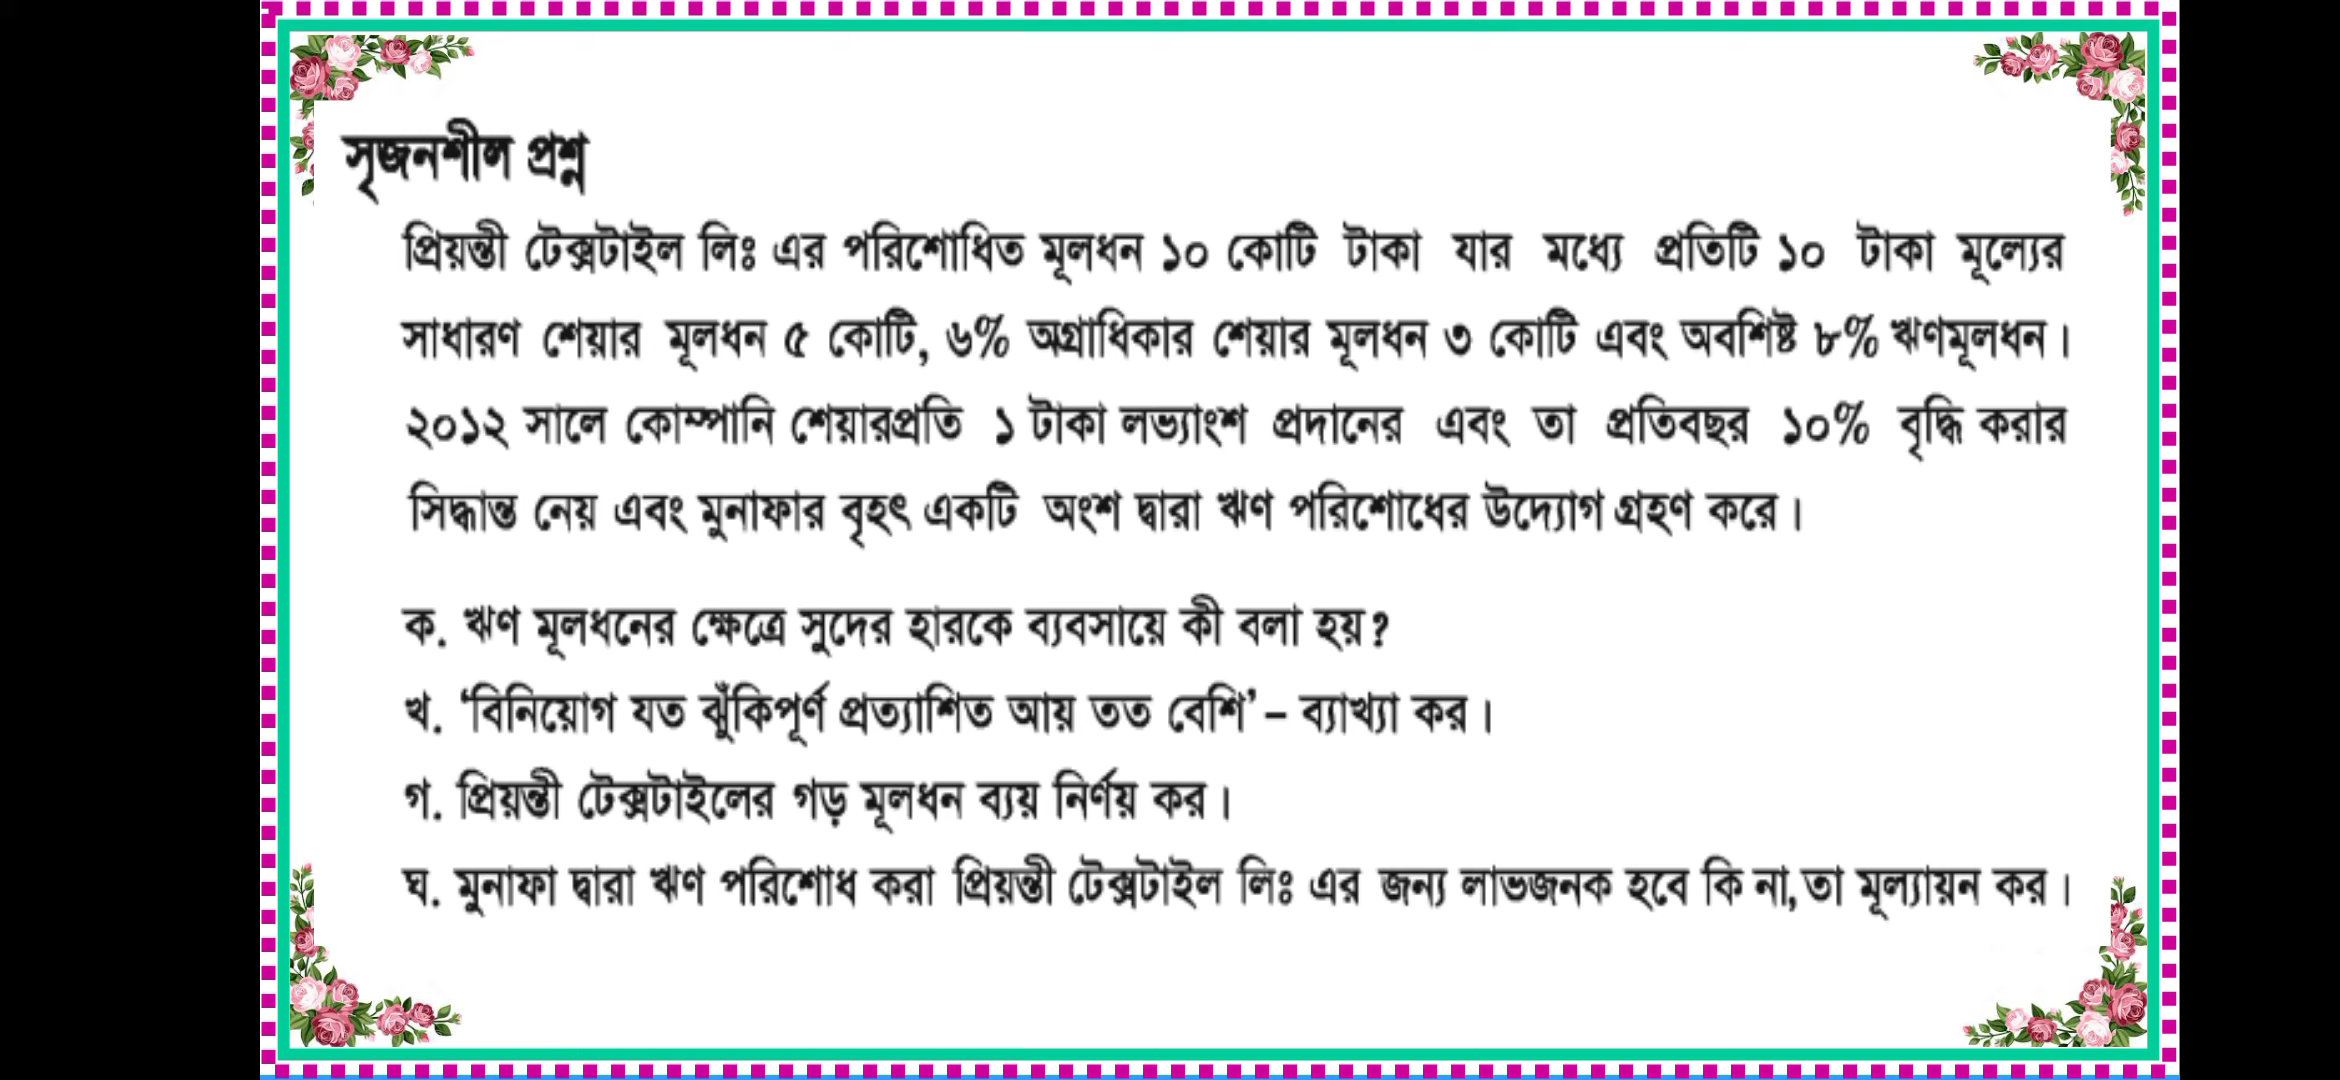 সৃজনশীল প্রশ্ন
প্রিয়ন্তী টেক্সটাইল লিঃ এর পরিশোধিত মূলধন ১০ কোটি টাকা যার মধ্যে প্রতিটি ১০ টাকা মূল্যের
সাধারণ শেয়ার মূলধন ৫ কোটি, ৬% অগ্রাধিকার শেয়ার মূলধন ৩ কোটি এবং অবশিষ্ট ৮% ঋণমূলধন।
২০১২ সালে কোম্পানি শেয়ারপ্রতি ১ টাকা লভ্যাংশ প্রদানের এবং তা প্রতিবছর ১০% বৃদ্ধি করার
সিদ্ধান্ত নেয় এবং মুনাফার বৃহৎ একটি অংশ দ্বারা ঋণ পরিশোধের উদ্যোগ গ্রহণ করে।
ক. ঋণ মূলধনের ক্ষেত্রে সুদের হারকে ব্যবসায়ে কী বলা হয়?
খ. ‘বিনিয়োগ যত ঝুঁকিপূর্ণ প্রত্যাশিত আয় তত বেশি’ – ব্যাখ্যা কর।
গ. প্রিয়ন্তী টেক্সটাইলের গড় মূলধন ব্যয় নির্ণয় কর।
ঘ. মুনাফা দ্বারা ঋণ পরিশোধ করা প্রিয়ন্তী টেক্সটাইল লিঃ এর জন্য লাভজনক হবে কি না, তা মূল্যায়ন কর।